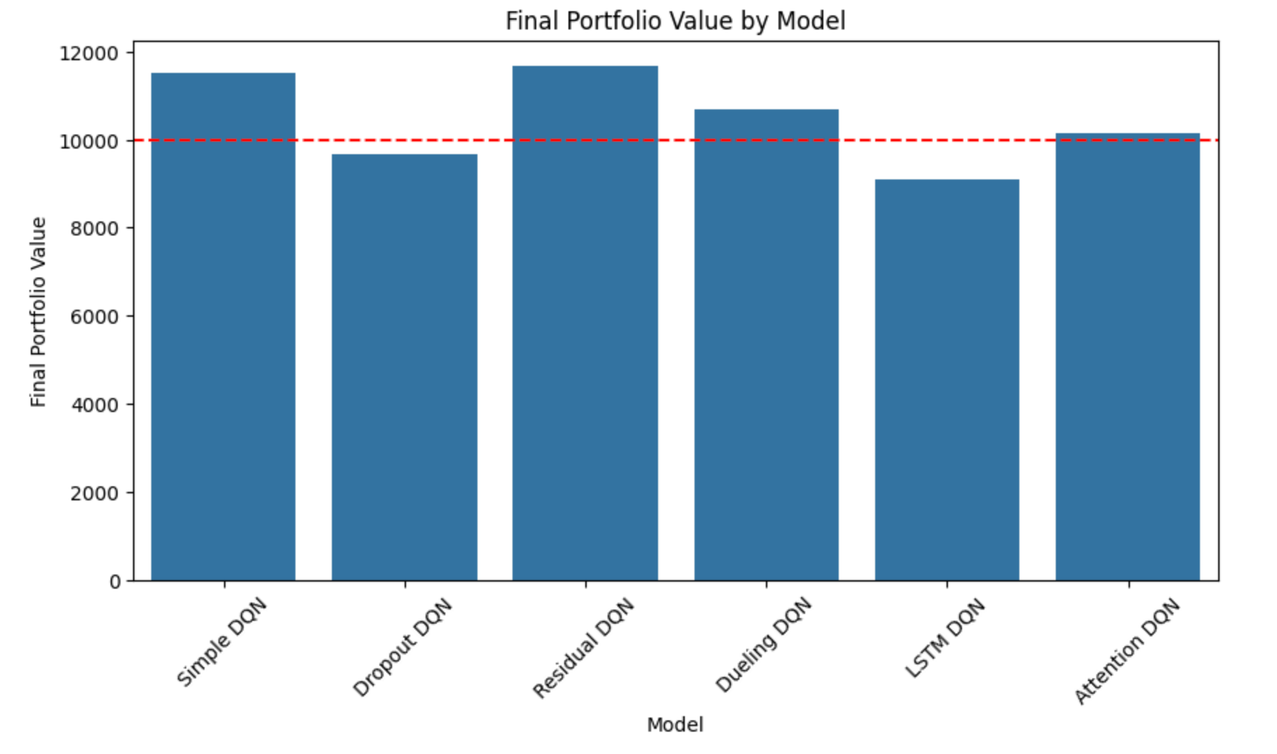 Final Portfolio Value by Model
Final Portfolio Value
12000
10000
8000
6000
4000
2000
0
Simple DQN
Dropout DQN
Residual DQN
Dueling DQN
LSTM DQN
Attention DQN
Model